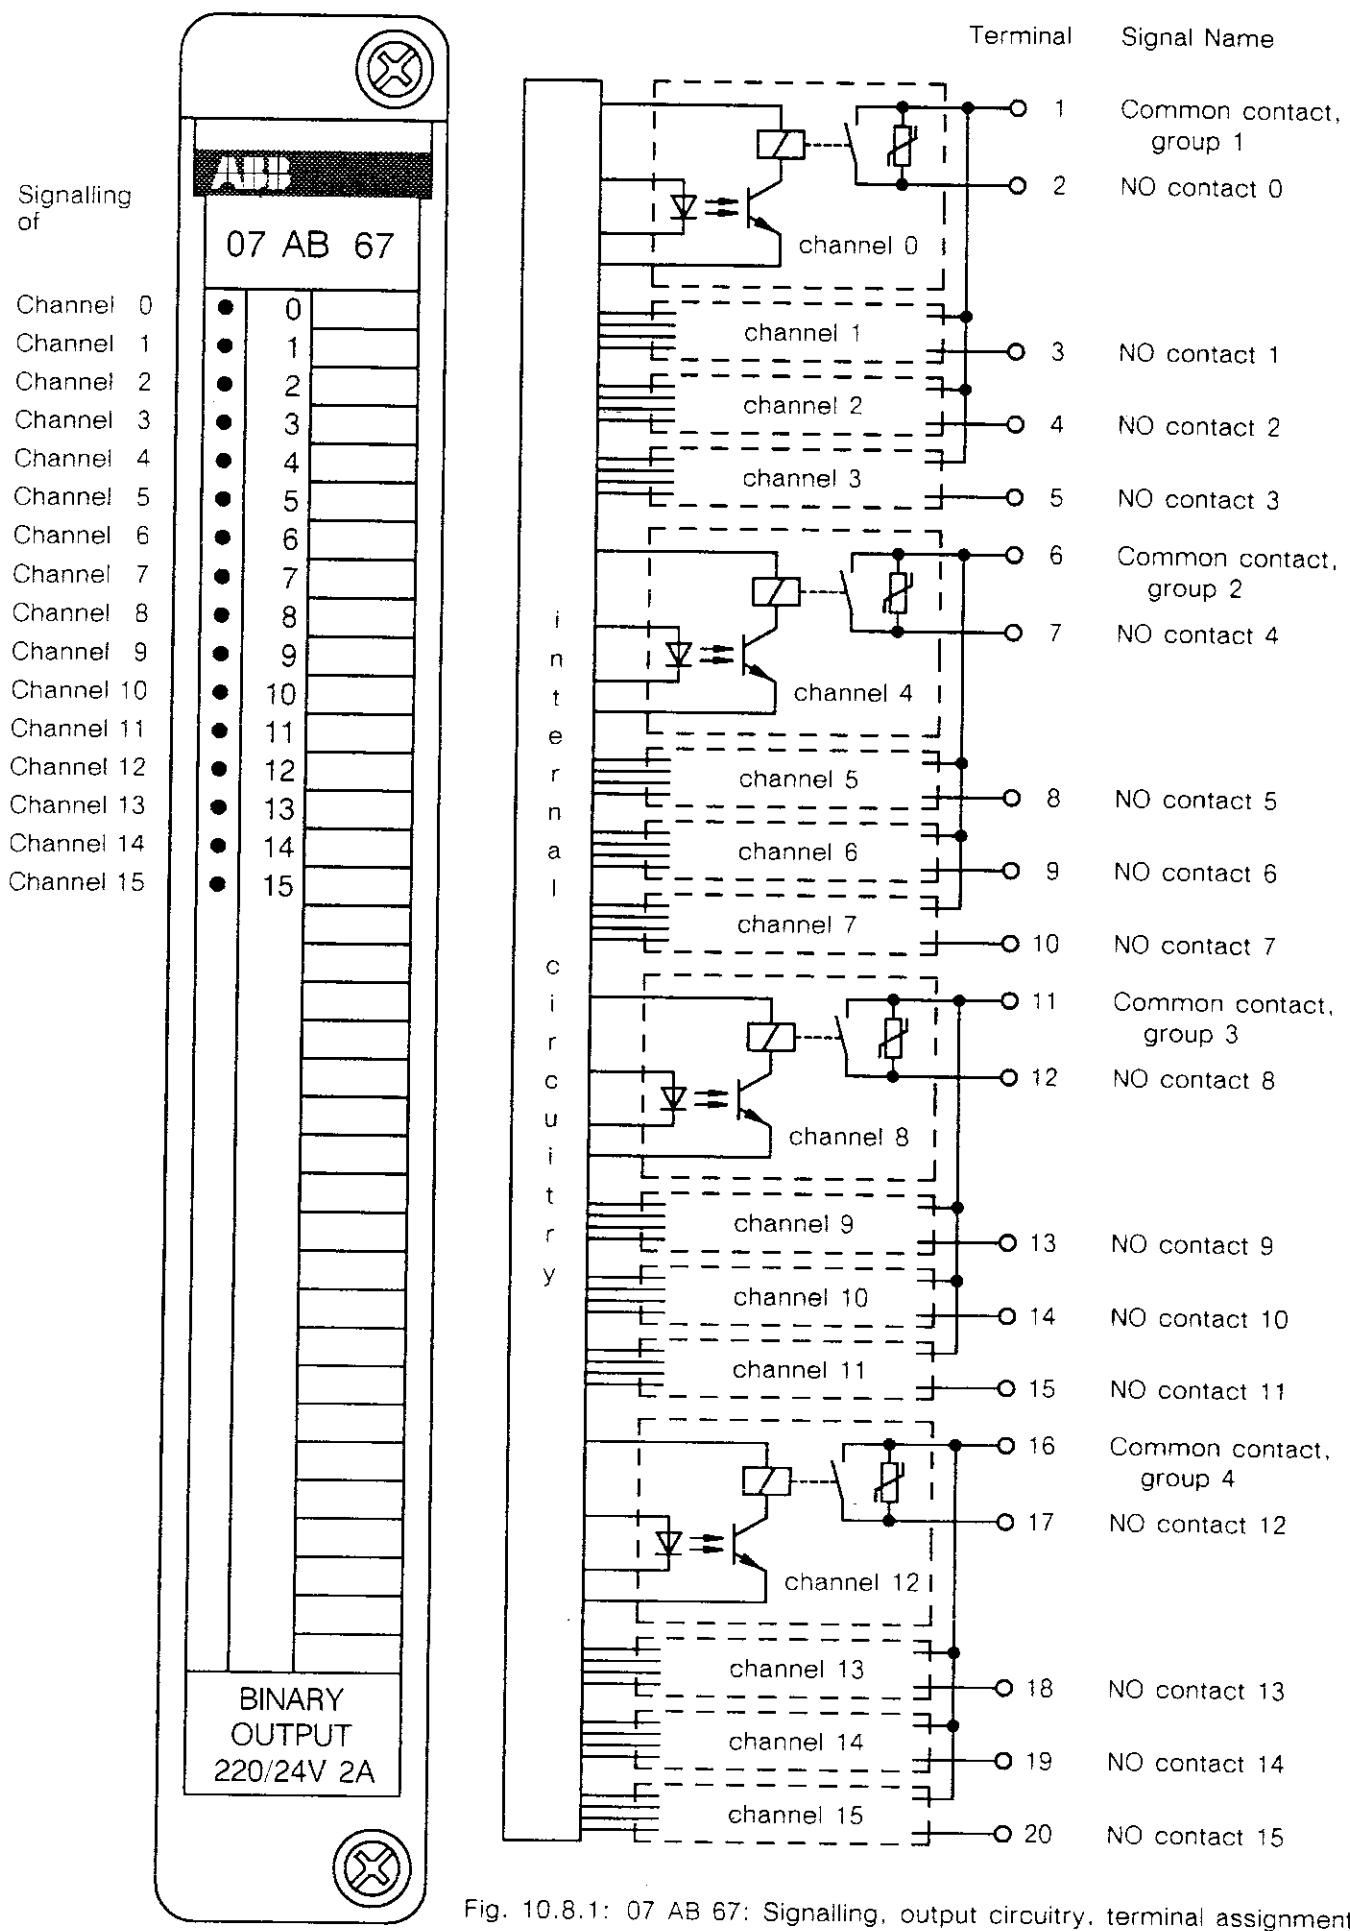 Terminal Signal Name
Signalling
of
ABB
07 AB 67
Channel 0
Channel 1
Channel 2
Channel 3
Channel 4
Channel 5
Channel 6
Channel 7
Channel 8
Channel 9
Channel 10
Channel 11
Channel 12
Channel 13
Channel 14
Channel 15
0
1
2
3
4
5
6
7
8
9
10
11
12
13
14
15
BINARY
OUTPUT
220/24V 2A
internal circuitry
channel 0
channel 1
channel 2
channel 3
channel 4
channel 5
channel 6
channel 7
channel 8
channel 9
channel 10
channel 11
channel 12
channel 13
channel 14
channel 15
1 Common contact,
group 1
2 NO contact 0
3 NO contact 1
4 NO contact 2
5 NO contact 3
6 Common contact,
group 2
7 NO contact 4
8 NO contact 5
9 NO contact 6
10 NO contact 7
11 Common contact,
group 3
12 NO contact 8
13 NO contact 9
14 NO contact 10
15 NO contact 11
16 Common contact,
group 4
17 NO contact 12
18 NO contact 13
19 NO contact 14
20 NO contact 15
Fig. 10.8.1: 07 AB 67: Signalling, output circuitry, terminal assignment